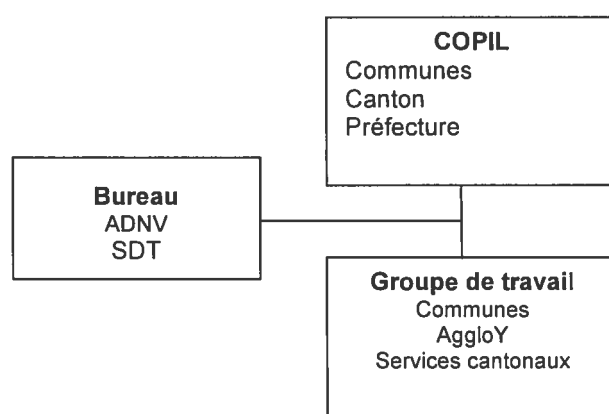 COPIL
Communes
Canton
Préfecture
Bureau
ADNV
SDT
Groupe de travail
Communes
AggloY
Services cantonaux